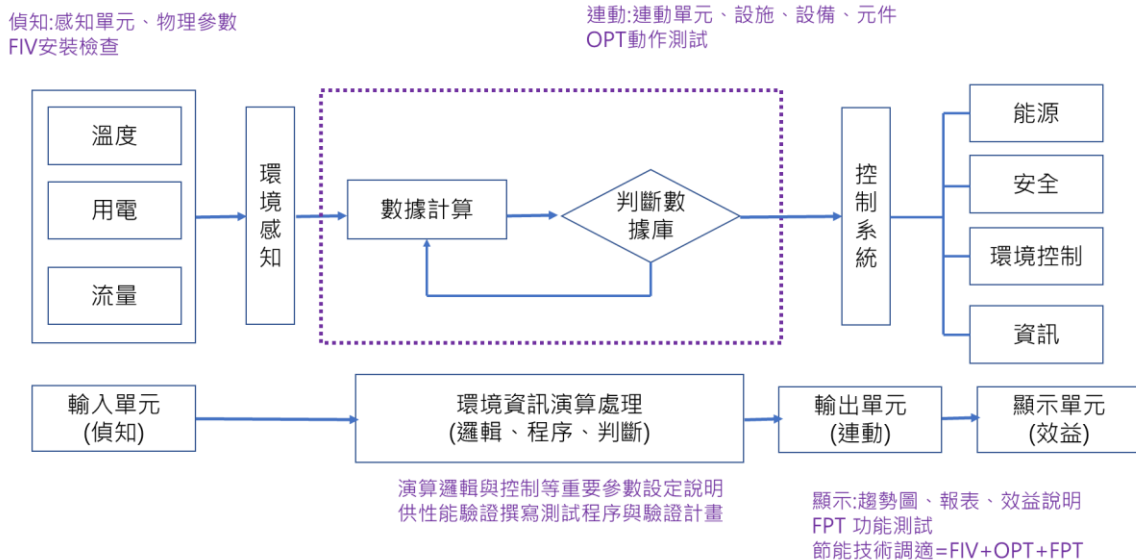 偵知:感知單元、物理參數
FIV安裝檢查
連動:連動單元、設施、設備、元件
OPT動作測試
溫度
用電
流量
環境感知
數據計算
判斷數
據庫
控制系統
能源
安全
環境控制
資訊
輸入單元
(偵知)
環境資訊演算處理
(邏輯、程序、判斷)
輸出單元
(連動)
顯示單元
(效益)
演算邏輯與控制等重要參數設定說明
供性能驗證撰寫測試程序與驗證計畫
顯示:趨勢圖、報表、效益說明
FPT 功能測試
節能技術調適=FIV+OPT+FPT